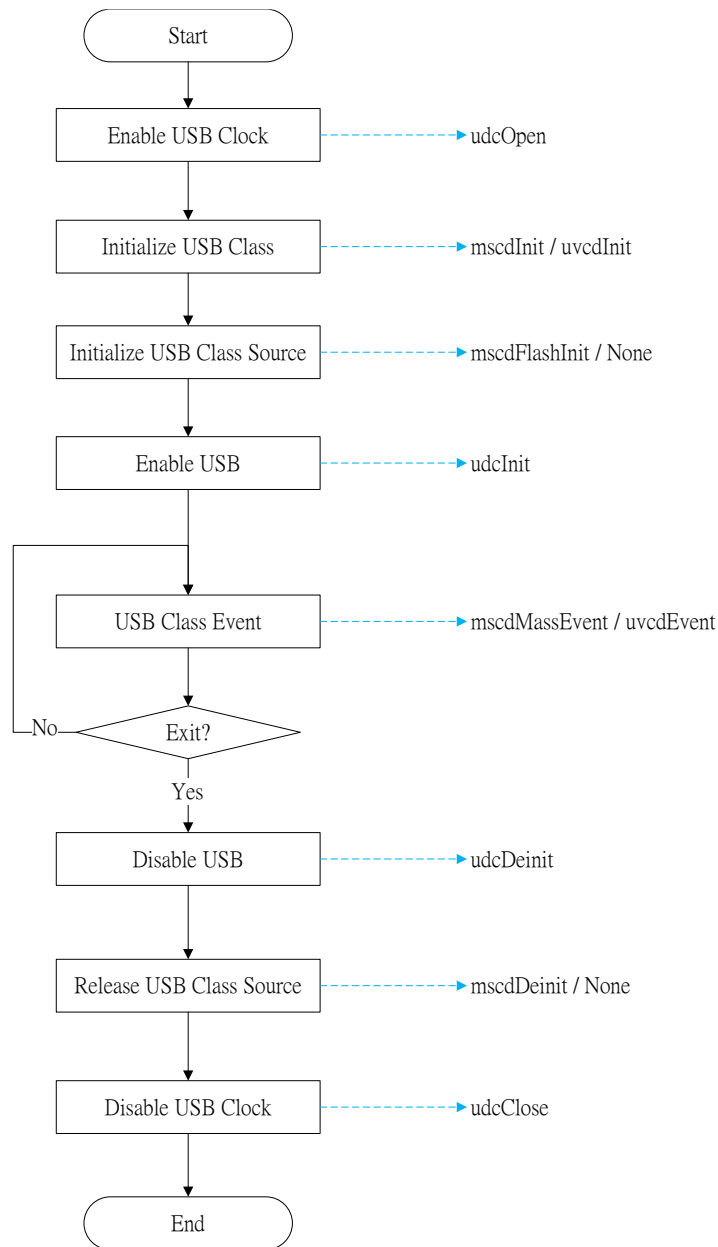 Start
Enable USB Clock
udcOpen
Initialize USB Class
mscdInit / uvcdInit
Initialize USB Class Source
mscdFlashInit / None
Enable USB
udcInit
USB Class Event
mscdMassEvent / uvcdEvent
No
Exit?
Yes
Disable USB
udcDeinit
Release USB Class Source
mscdDeinit / None
Disable USB Clock
udcClose
End